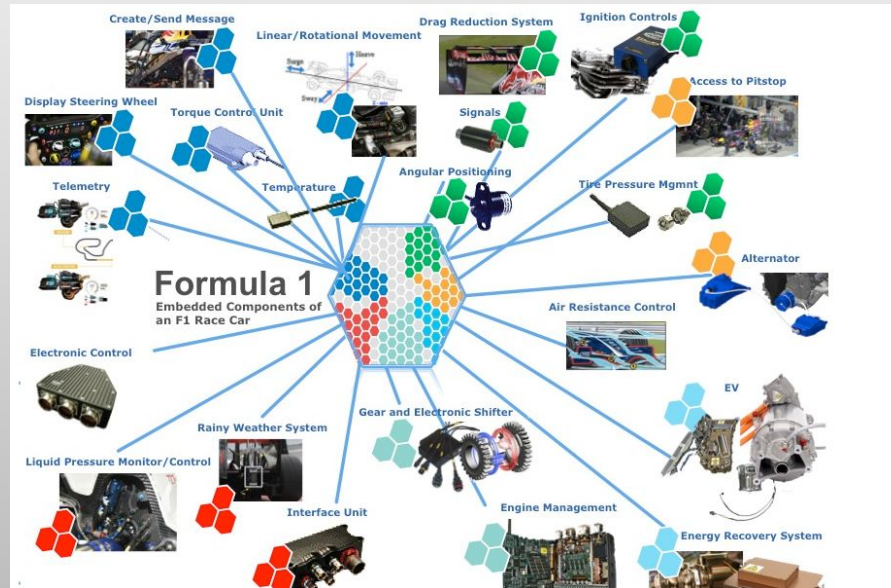 Create/Send Message
Linear/Rotational Movement
Drag Reduction System
Ignition Controls
Surge
Heave
Sway
Access to Pitstop
Display Steering Wheel
Torque Control Unit
Signals
Telemetry
Temperature
Angular Positioning
Tire Pressure Mgmnt
Formula 1
Embedded Components of
an F1 Race Car
Alternator
Air Resistance Control
Electronic Control
EV
Gear and Electronic Shifter
Rainy Weather System
Liquid Pressure Monitor/Control
Interface Unit
Engine Management
Energy Recovery System